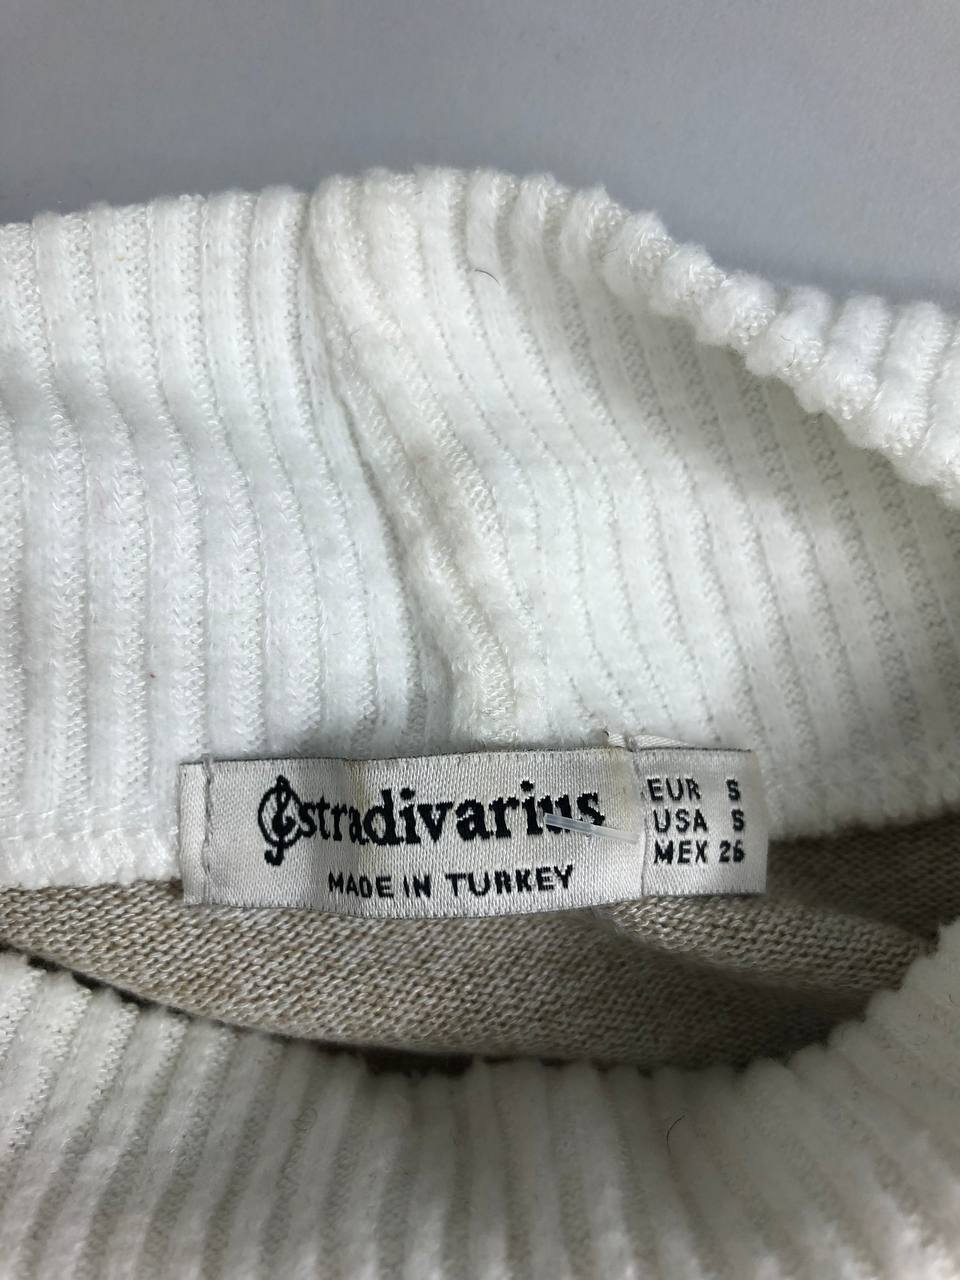 stradivarius
MADE IN TURKEY
EUR S
USA S
MEX 26